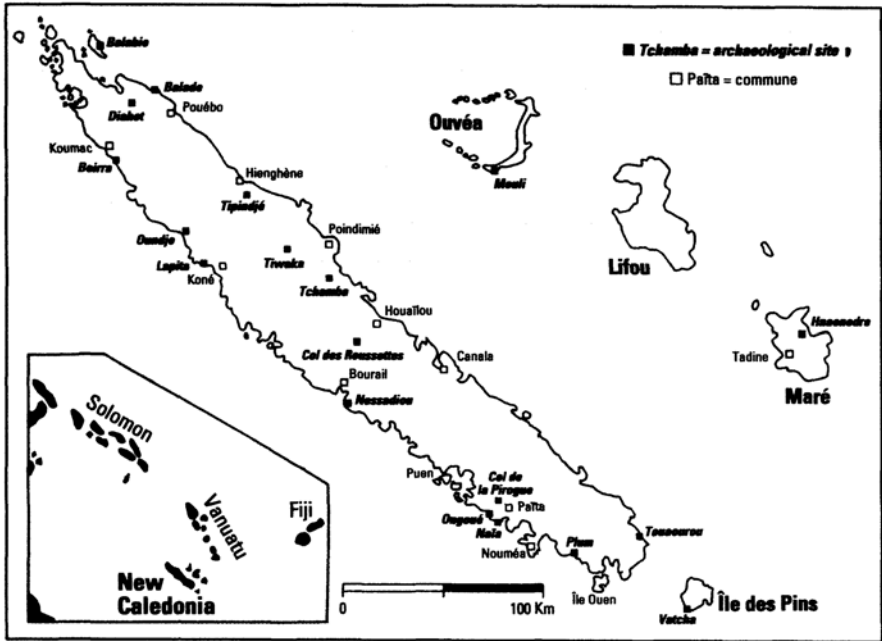 Balabio
Tchamba = archaeological site
Païta = commune
Balade
Pouébo
Diahot
Ouvéa
Koumac
Boirra
Mouli
Hienghène
Tipindjé
Oundjo
Poindimié
Tiwaka
Lifou
Lapita
Koné
Tchamba
Houaïlou
Hnaenedre
Col des Roussettes
Canala
Tadine
Bourail
Nessadiou
Maré
Solomon
Puen
Col de
la Pirogue
Païta
Vanuatu
Fiji
Ongoué
Naïa
Touaourou
Nouméa
Plum
New
Caledonia
0
100 Km
Île Ouen
Île des Pins
Vatcha